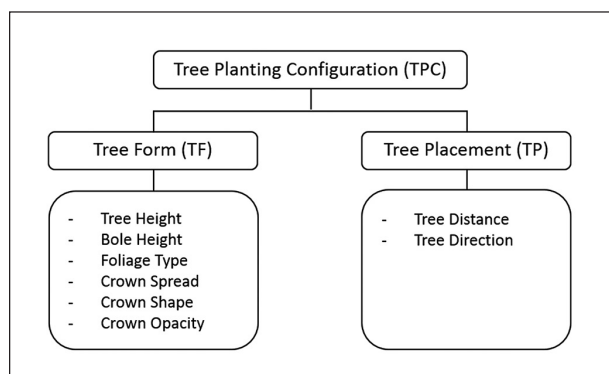 Tree Planting Configuration (TPC)
Tree Form (TF)
Tree Placement (TP)
- Tree Height
- Bole Height
- Foliage Type
- Crown Spread
- Crown Shape
- Crown Opacity
- Tree Distance
- Tree Direction